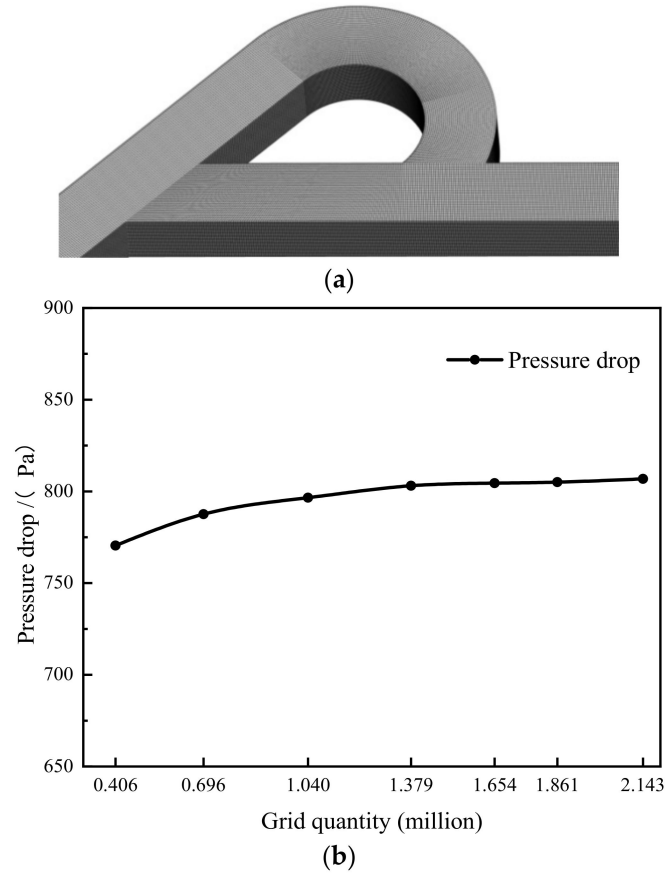 (a)
900
850
800
750
700
650
Pressure drop /( Pa)
Pressure drop
0.406 0.696 1.040 1.379 1.654 1.861 2.143
Grid quantity (million)
(b)